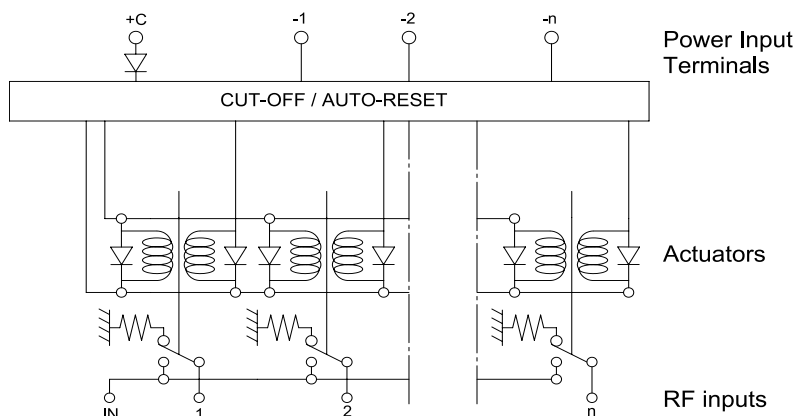 +C -1 -2 -n
Power Input
Terminals
CUT-OFF / AUTO-RESET
Actuators
IN 1 2 n
RF inputs